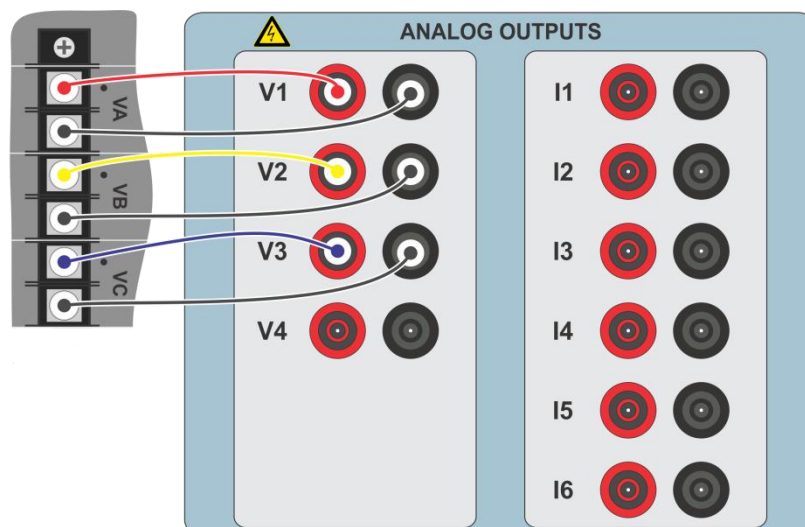 ANALOG OUTPUTS
VA
VB
VC
V1
V2
V3
V4
I1
I2
I3
I4
I5
I6